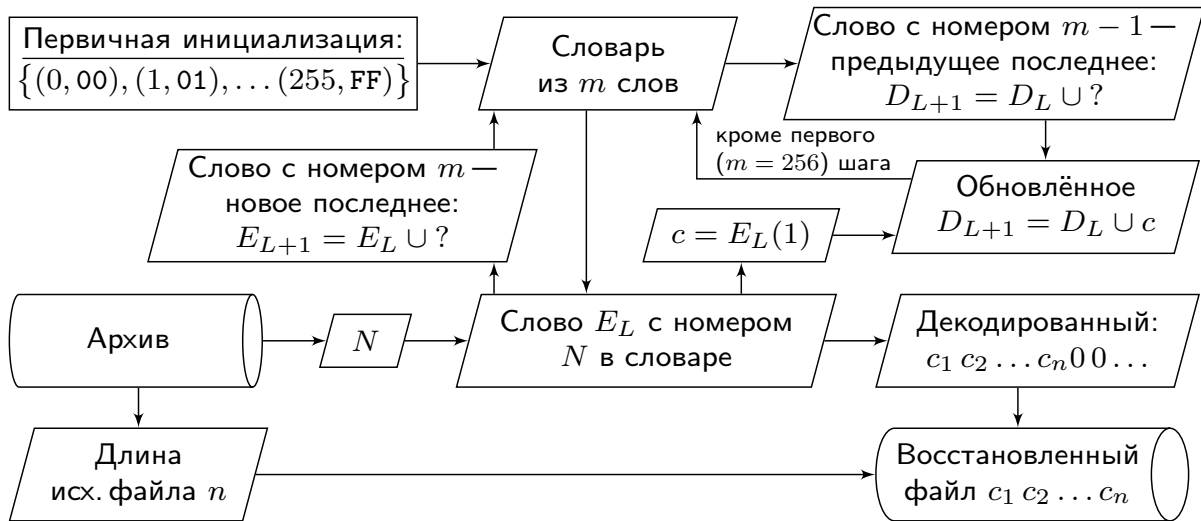 Первичная инициализация:
{(0, 00), (1, 01), … (255, FF)}
Словарь
из m слов
Слово с номером m − 1 —
предыдущее последнее:
D_{L+1} = D_L ∪ ?
кроме первого
(m = 256) шага
Слово с номером m —
новое последнее:
E_{L+1} = E_L ∪ ?
c = E_L(1)
Обновлённое
D_{L+1} = D_L ∪ c
Архив
N
Слово E_L с номером
N в словаре
Декодированный:
c_1 c_2 … c_n 0 0 …
Длина
исх. файла n
Восстановленный
файл c_1 c_2 … c_n